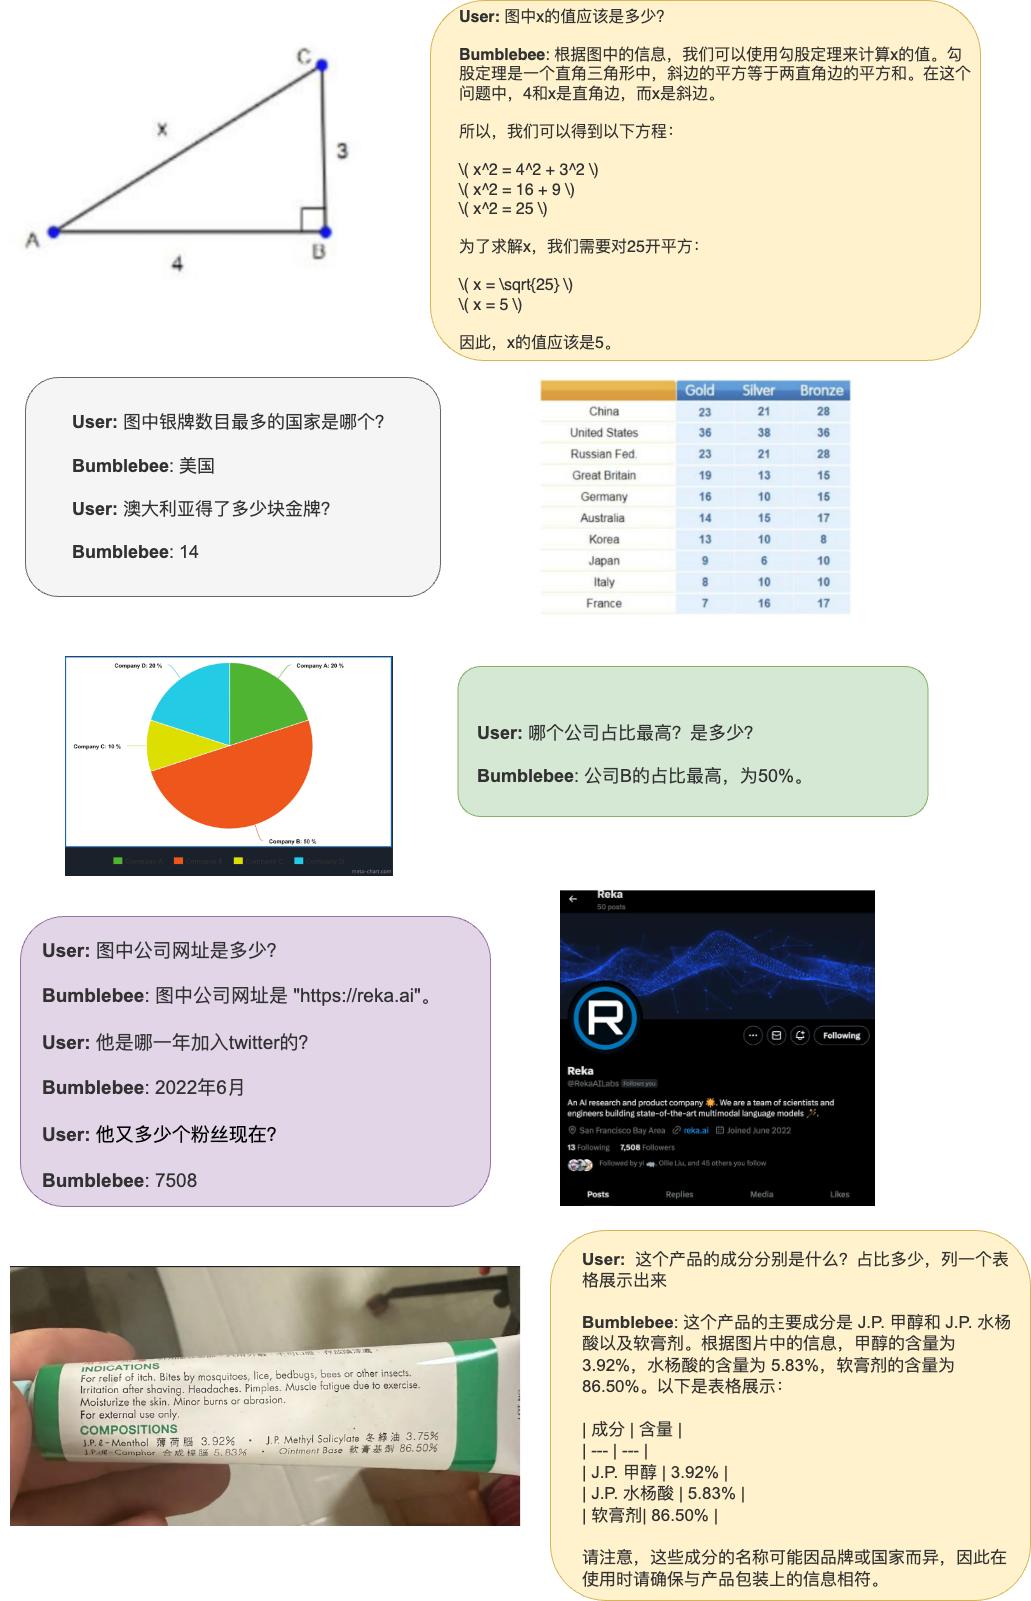 C
x
3
A
B
4
User: 图中x的值应该是多少?
Bumblebee: 根据图中的信息，我们可以使用勾股定理来计算x的值。勾
股定理是一个直角三角形中，斜边的平方等于两直角边的平方和。在这个
问题中，4和x是直角边，而x是斜边。
所以，我们可以得到以下方程：
\( x^2 = 4^2 + 3^2 \)
\( x^2 = 16 + 9 \)
\( x^2 = 25 \)
为了求解x，我们需要对25开平方：
\( x = \sqrt{25} \)
\( x = 5 \)
因此，x的值应该是5。
User: 图中银牌数目最多的国家是哪个?
Bumblebee: 美国
User: 澳大利亚得了多少块金牌?
Bumblebee: 14
Gold Silver Bronze
China 23 21 28
United States 36 38 36
Russian Fed. 23 21 28
Great Britain 19 13 15
Germany 16 10 15
Australia 14 15 17
Korea 13 10 8
Japan 9 6 10
Italy 8 10 10
France 7 16 17
Company D: 20 %
Company A: 20 %
Company C: 10 %
Company B: 50 %
Company A Company B Company C Company D
meta-chart.com
User: 哪个公司占比最高？是多少?
Bumblebee: 公司B的占比最高，为50%。
User: 图中公司网址是多少?
Bumblebee: 图中公司网址是 "https://reka.ai"。
User: 他是哪一年加入twitter的?
Bumblebee: 2022年6月
User: 他又多少个粉丝现在?
Bumblebee: 7508
Reka
50 posts
R
Following
Reka
@RekaAILabs Follows you
An AI research and product company. We are a team of scientists and
engineers building state-of-the-art multimodal language models.
San Francisco Bay Area reka.ai Joined June 2022
13 Following 7,508 Followers
Followed by yi, Ollie Liu, and 45 others you follow
Posts Replies Media Likes
INDICATIONS
For relief of itch. Bites by mosquitoes, lice, bedbugs, bees or other insects.
Irritation after shaving. Headaches. Pimples. Muscle fatigue due to exercise.
Moisturize the skin. Minor burns or abrasion.
For external use only.
COMPOSITIONS
J.P. ℓ-Menthol 薄荷腦 3.92% · J.P. Methyl Salicylate 冬綠油 3.75%
J.P. Camphor 合成樟腦 5.83% · Ointment Base 軟膏基劑 86.50%
User: 这个产品的成分分别是什么？占比多少，列一个表
格展示出来
Bumblebee: 这个产品的主要成分是 J.P. 甲醇和 J.P. 水杨
酸以及软膏剂。根据图片中的信息，甲醇的含量为
3.92%，水杨酸的含量为 5.83%，软膏剂的含量为
86.50%。以下是表格展示：
| 成分 | 含量 |
| --- | --- |
| J.P. 甲醇 | 3.92% |
| J.P. 水杨酸 | 5.83% |
| 软膏剂| 86.50% |
请注意，这些成分的名称可能因品牌或国家而异，因此在
使用时请确保与产品包装上的信息相符。